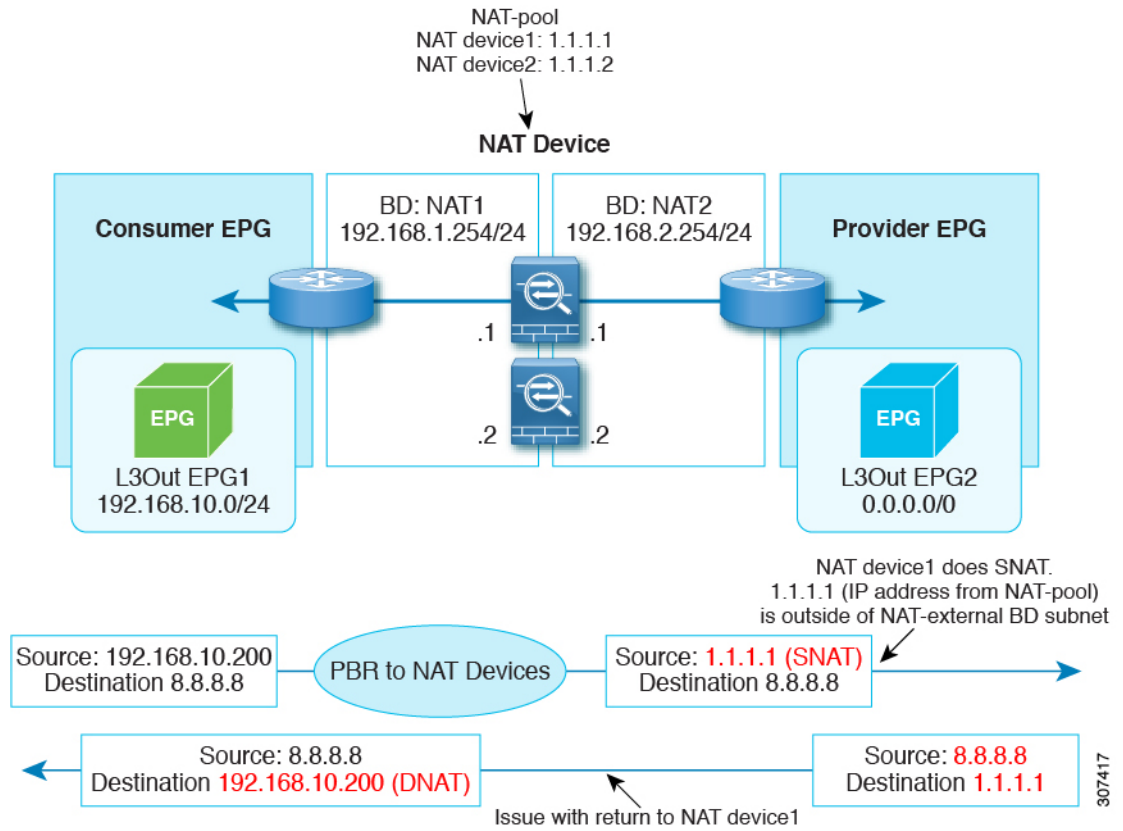 NAT-pool
NAT device1: 1.1.1.1
NAT device2: 1.1.1.2
NAT Device
Consumer EPG
BD: NAT1
192.168.1.254/24
BD: NAT2
192.168.2.254/24
Provider EPG
.1
.1
.2
.2
EPG
L3Out EPG1
192.168.10.0/24
EPG
L3Out EPG2
0.0.0.0/0
NAT device1 does SNAT.
1.1.1.1 (IP address from NAT-pool)
is outside of NAT-external BD subnet
Source: 192.168.10.200
Destination 8.8.8.8
PBR to NAT Devices
Source: 1.1.1.1 (SNAT)
Destination 8.8.8.8
Source: 8.8.8.8
Destination 192.168.10.200 (DNAT)
Source: 8.8.8.8
Destination 1.1.1.1
Issue with return to NAT device1
307417